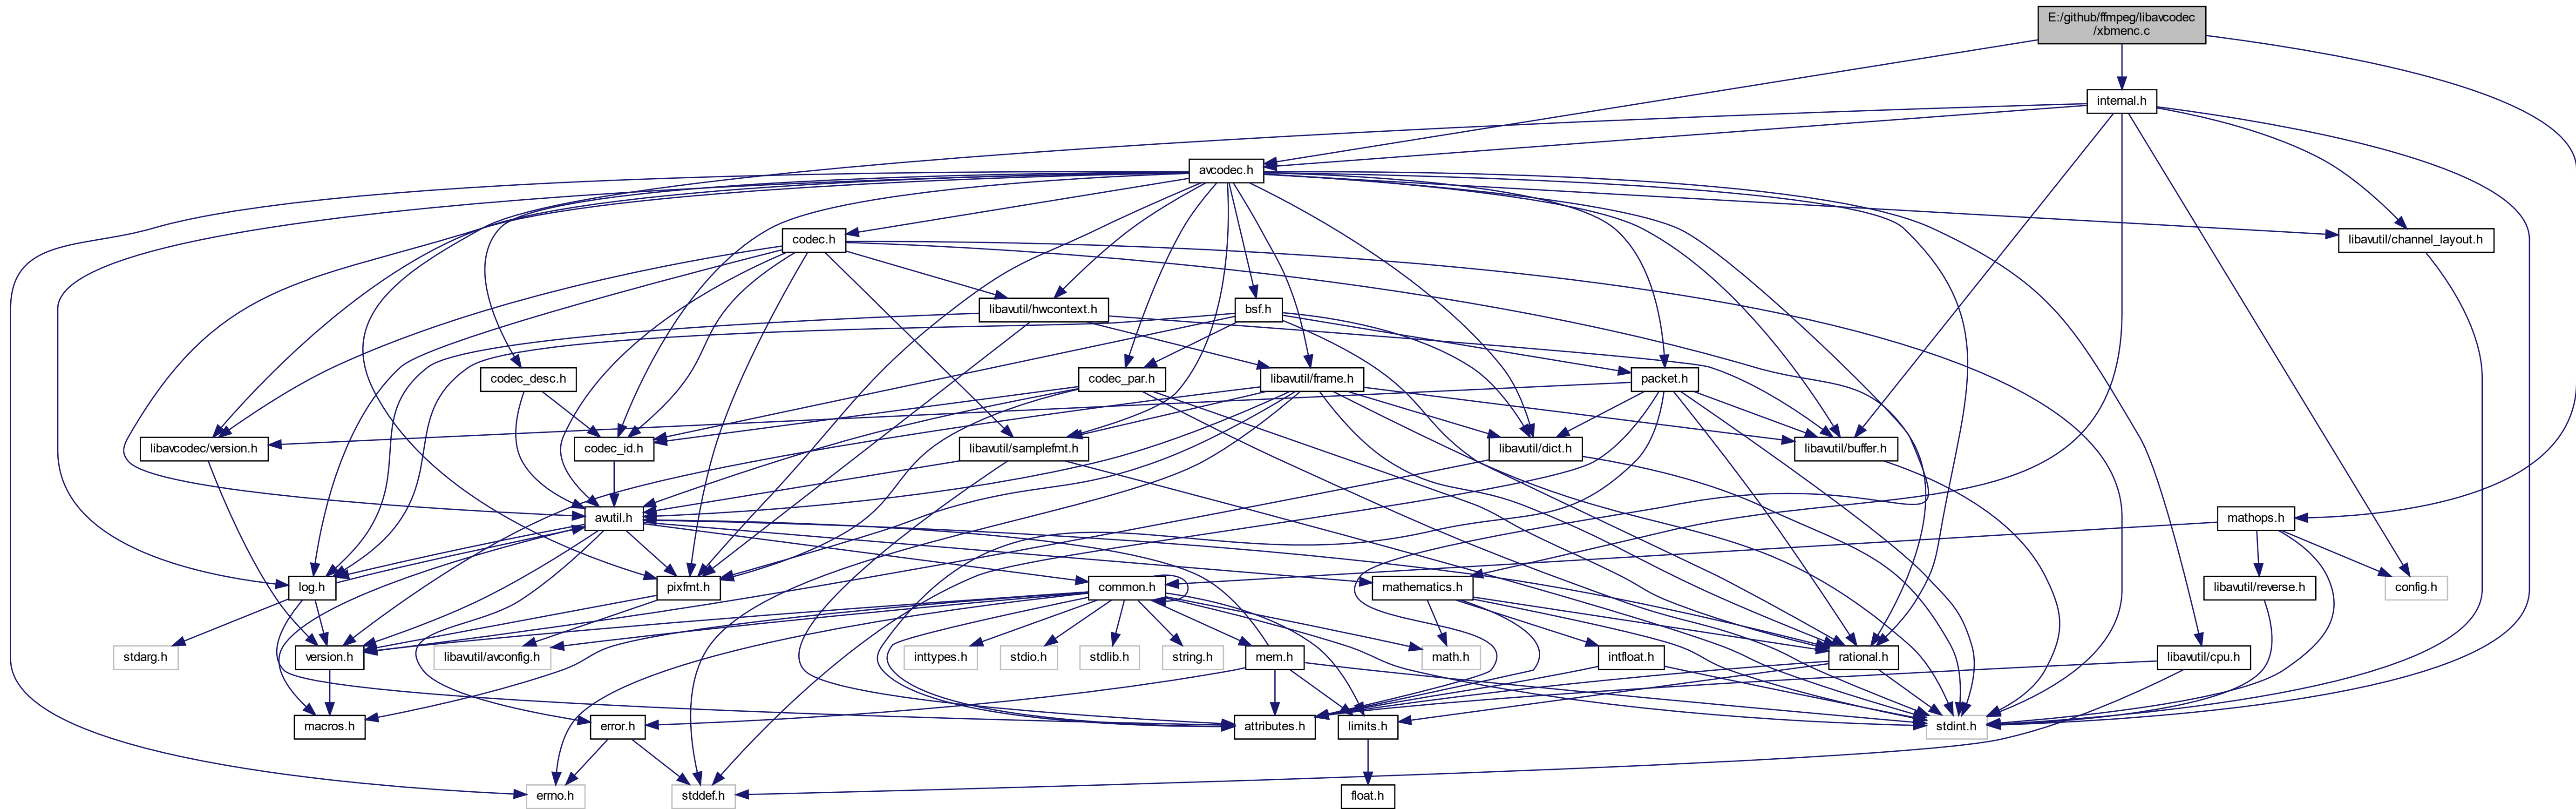 E:/github/ffmpeg/libavcodec
/xbmenc.c
internal.h
avcodec.h
codec.h
libavutil/channel_layout.h
libavutil/hwcontext.h
bsf.h
codec_desc.h
codec_par.h
libavutil/frame.h
packet.h
libavcodec/version.h
codec_id.h
libavutil/samplefmt.h
libavutil/dict.h
libavutil/buffer.h
avutil.h
mathops.h
log.h
pixfmt.h
common.h
mathematics.h
libavutil/reverse.h
config.h
stdarg.h
version.h
libavutil/avconfig.h
inttypes.h
stdio.h
stdlib.h
string.h
mem.h
math.h
intfloat.h
rational.h
libavutil/cpu.h
macros.h
error.h
attributes.h
limits.h
stdint.h
errno.h
stddef.h
float.h